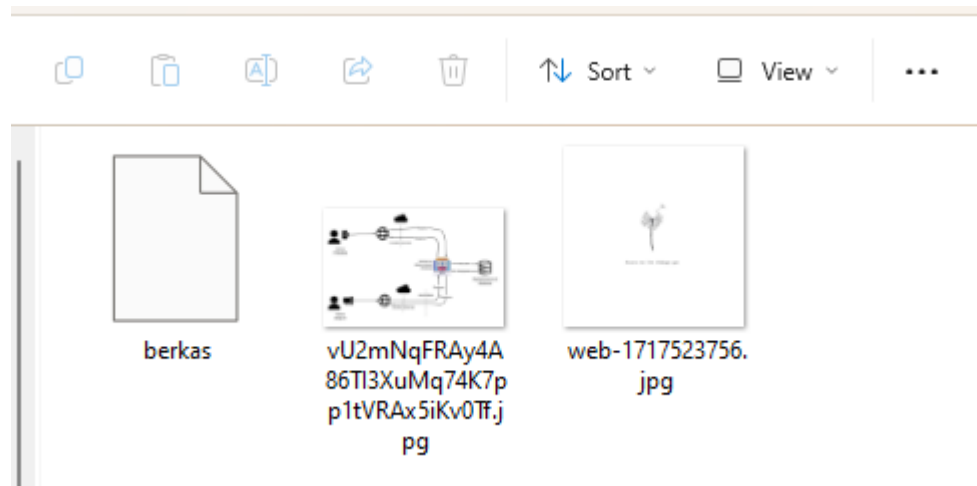 Sort
View
berkas
vU2mNqFRAy4A
86Tl3XuMq74K7p
p1tVRAx5iKv0Tf.j
pg
web-1717523756.
jpg